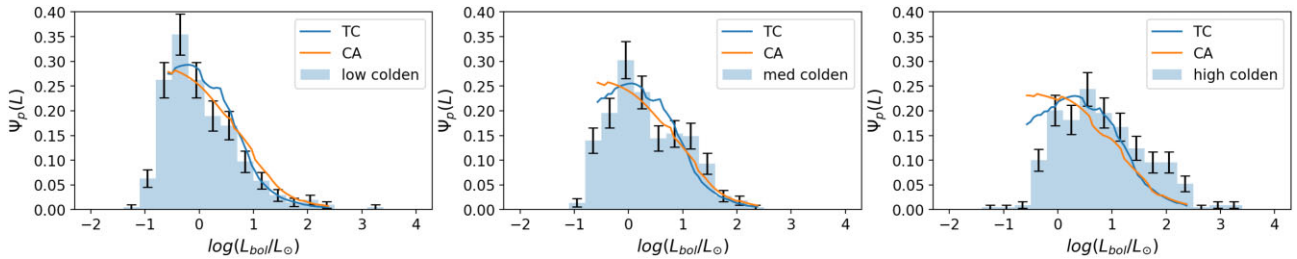 0.40
0.35
0.30
0.25
0.20
0.15
0.10
0.05
0.00
Ψp(L)
TC
CA
low colden
−2 −1 0 1 2 3 4
log(Lbol/L⊙)
0.40
0.35
0.30
0.25
0.20
0.15
0.10
0.05
0.00
Ψp(L)
TC
CA
med colden
−2 −1 0 1 2 3 4
log(Lbol/L⊙)
0.40
0.35
0.30
0.25
0.20
0.15
0.10
0.05
0.00
Ψp(L)
TC
CA
high colden
−2 −1 0 1 2 3 4
log(Lbol/L⊙)